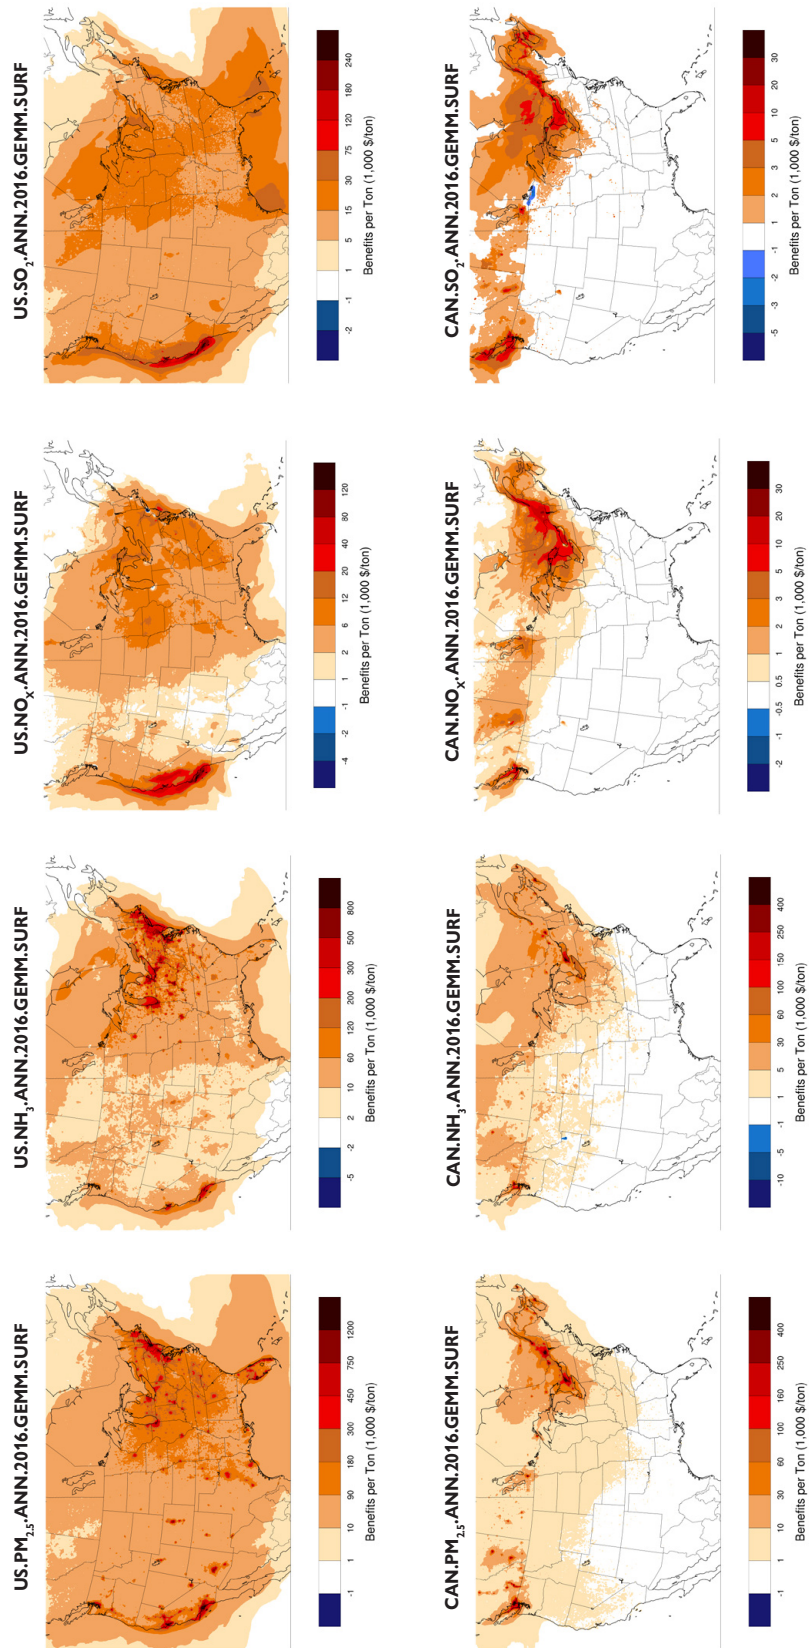 US.PM₂.₅.ANN.2016.GEMM.SURF
-1 1 10 90 180 300 450 750 1200
Benefits per Ton (1,000 $/ton)
US.NH₃.ANN.2016.GEMM.SURF
-5 -2 2 10 60 120 200 300 500 800
Benefits per Ton (1,000 $/ton)
US.NOₓ.ANN.2016.GEMM.SURF
-4 -2 -1 1 2 6 12 20 40 80 120
Benefits per Ton (1,000 $/ton)
US.SO₂.ANN.2016.GEMM.SURF
-2 -1 1 5 15 30 75 120 180 240
Benefits per Ton (1,000 $/ton)
CAN.PM₂.₅.ANN.2016.GEMM.SURF
-1 1 10 30 60 100 160 250 400
Benefits per Ton (1,000 $/ton)
CAN.NH₃.ANN.2016.GEMM.SURF
-10 -5 -1 1 5 30 60 100 150 250 400
Benefits per Ton (1,000 $/ton)
CAN.NOₓ.ANN.2016.GEMM.SURF
-2 -1 -0.5 0.5 1 2 3 5 10 20 30
Benefits per Ton (1,000 $/ton)
CAN.SO₂.ANN.2016.GEMM.SURF
-5 -3 -2 -1 1 2 3 5 10 20 30
Benefits per Ton (1,000 $/ton)